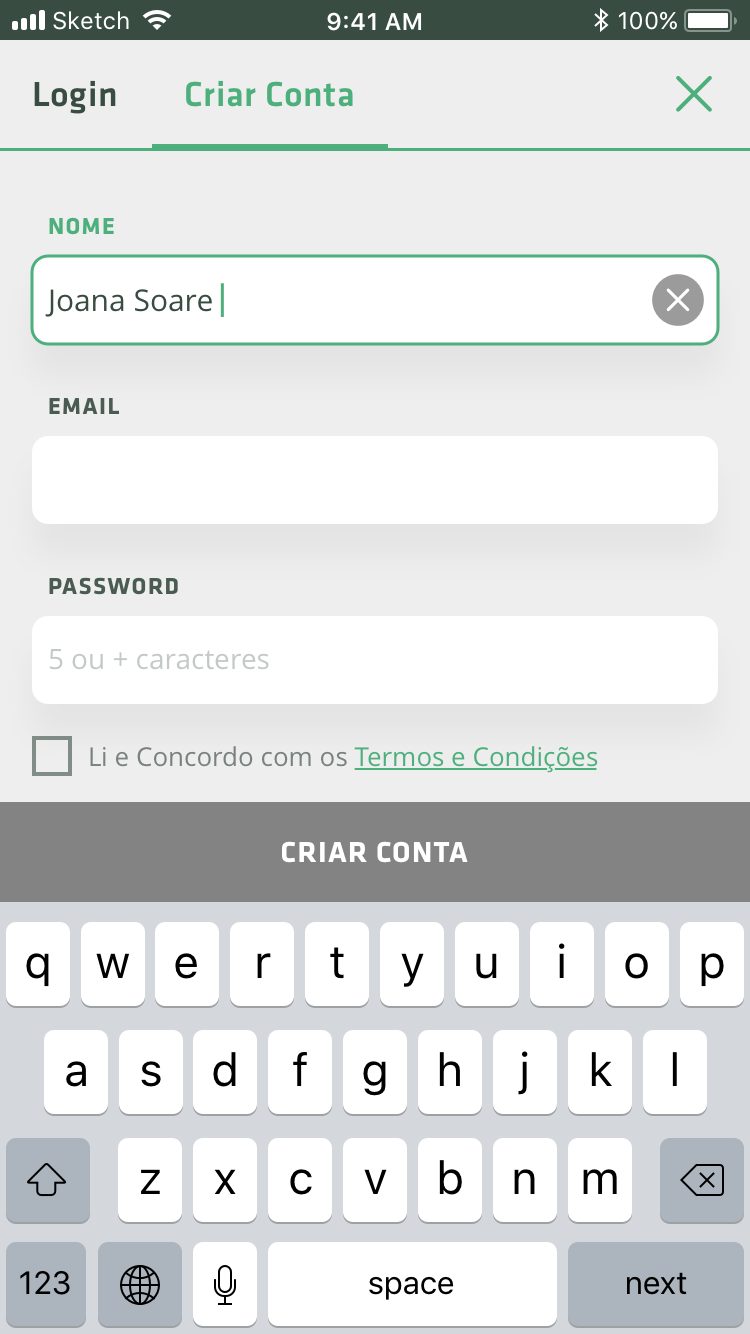 Sketch 9:41 AM 100%
Login Criar Conta
NOME
Joana Soare
EMAIL
PASSWORD
5 ou + caracteres
Li e Concordo com os Termos e Condições
CRIAR CONTA
q w e r t y u i o p
a s d f g h j k l
z x c v b n m
123 space next